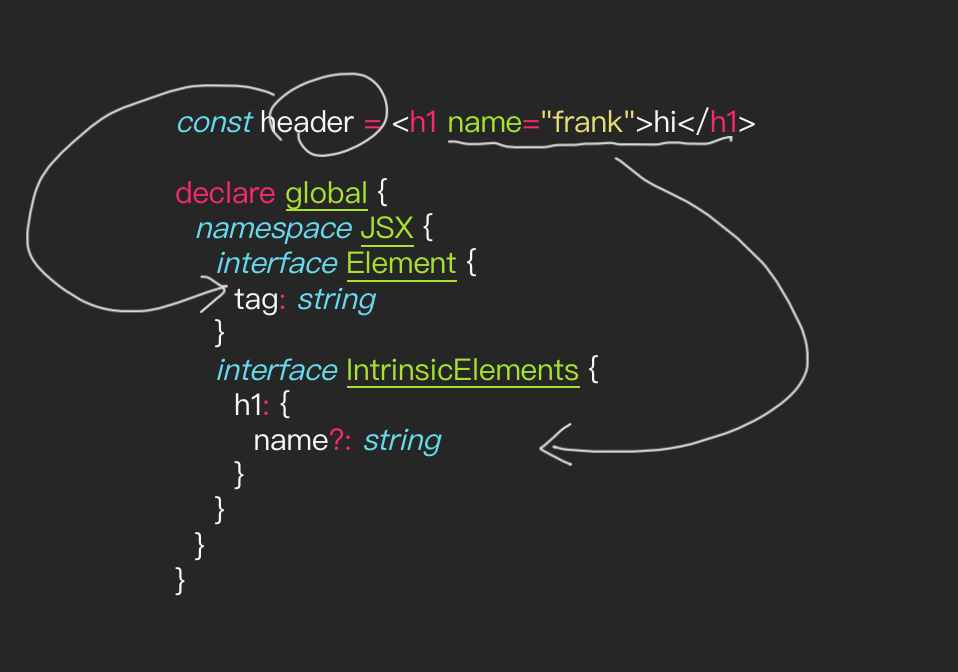 const header = <h1 name="frank">hi</h1>
declare global {
namespace JSX {
interface Element {
tag: string
}
interface IntrinsicElements {
h1: {
name?: string
}
}
}
}